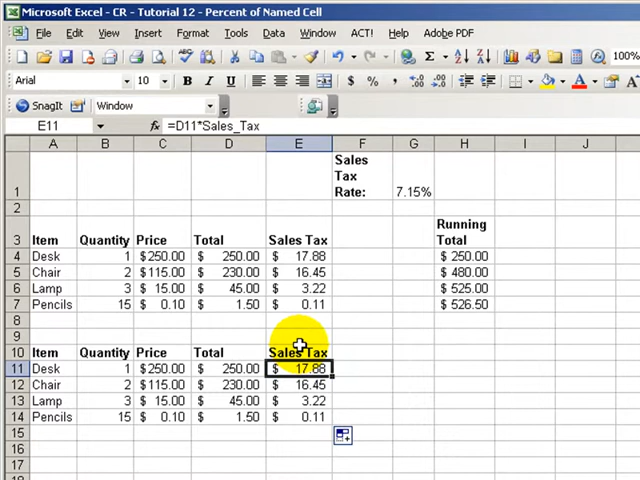 Microsoft Excel - CR - Tutorial 12 - Percent of Named Cell
File Edit View Insert Format Tools Data Window ACT! Help Adobe PDF
Σ 100%
Arial 10 B I U $ % A
SnagIt Window
E11 fx =D11*Sales_Tax
A B C D E F G H I J
1 Sales Tax Rate: 7.15%
2
3 Item Quantity Price Total Sales Tax Running Total
4 Desk 1 $250.00 $ 250.00 $ 17.88 $ 250.00
5 Chair 2 $115.00 $ 230.00 $ 16.45 $ 480.00
6 Lamp 3 $ 15.00 $ 45.00 $ 3.22 $ 525.00
7 Pencils 15 $ 0.10 $ 1.50 $ 0.11 $ 526.50
8
9
10 Item Quantity Price Total Sales Tax
11 Desk 1 $250.00 $ 250.00 $ 17.88
12 Chair 2 $115.00 $ 230.00 $ 16.45
13 Lamp 3 $ 15.00 $ 45.00 $ 3.22
14 Pencils 15 $ 0.10 $ 1.50 $ 0.11
15
16
17